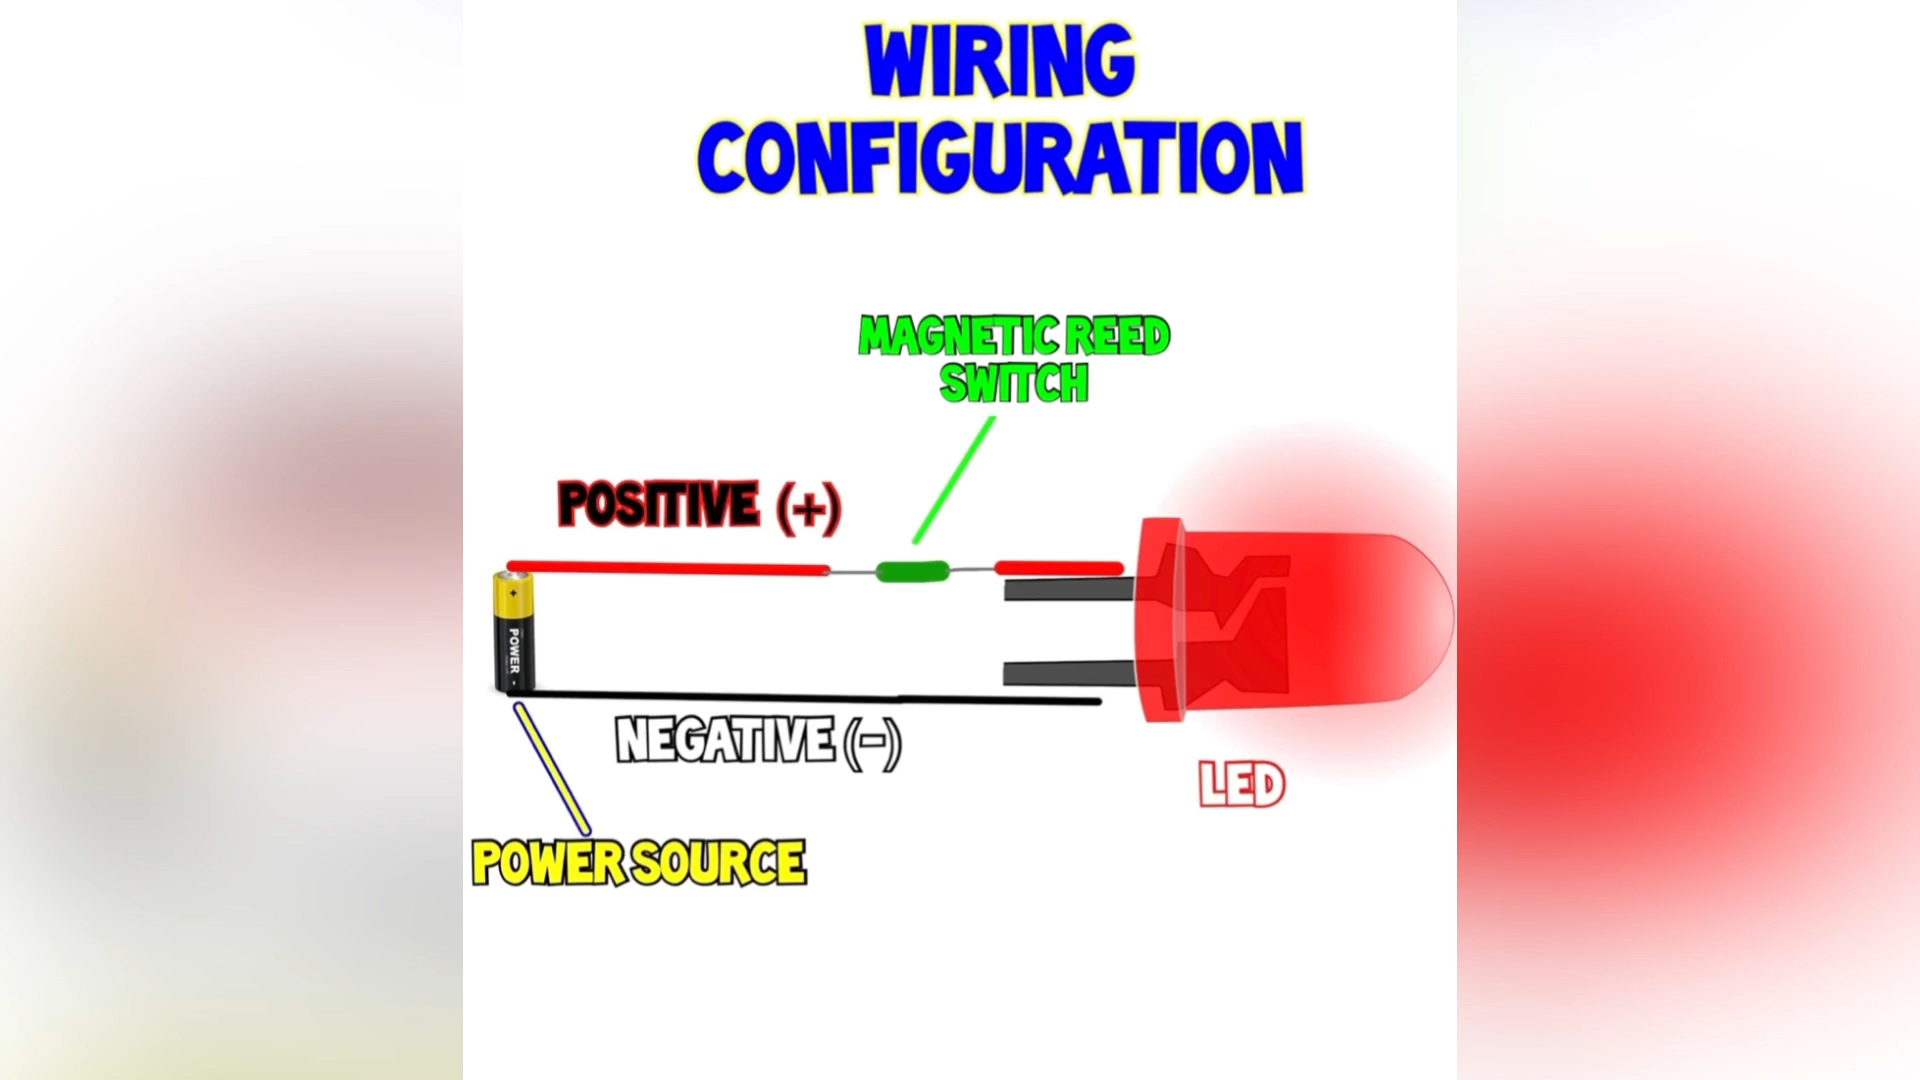 WIRING
CONFIGURATION
MAGNETIC REED
SWITCH
POSITIVE (+)
+
POWER
-
NEGATIVE (-)
LED
POWER SOURCE